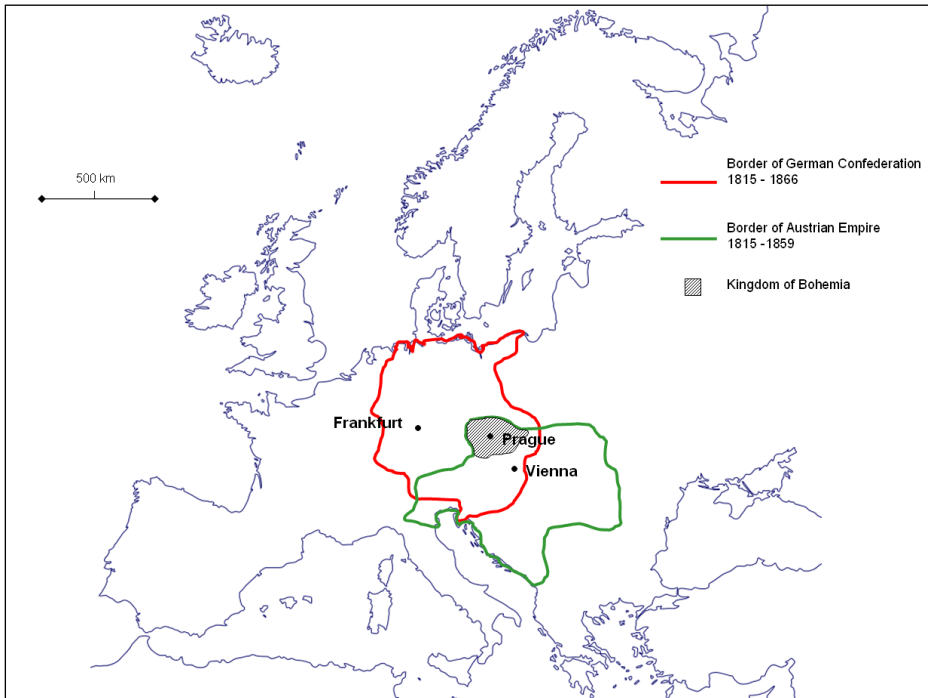 500 km
Border of German Confederation
1815 - 1866
Border of Austrian Empire
1815 -1859
Kingdom of Bohemia
Frankfurt
Prague
Vienna